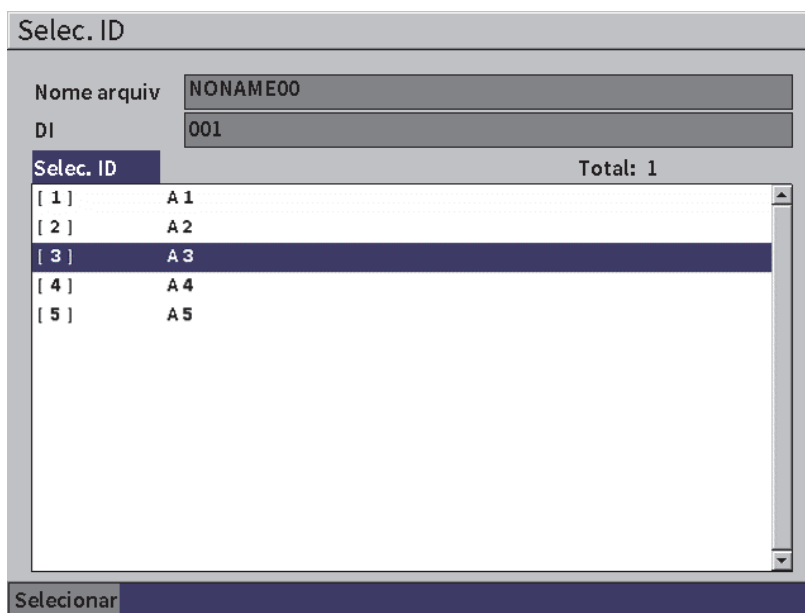 Selec. ID
Nome arquiv NONAME00
DI 001
Selec. ID Total: 1
[ 1 ] A 1
[ 2 ] A 2
[ 3 ] A 3
[ 4 ] A 4
[ 5 ] A 5
Selecionar